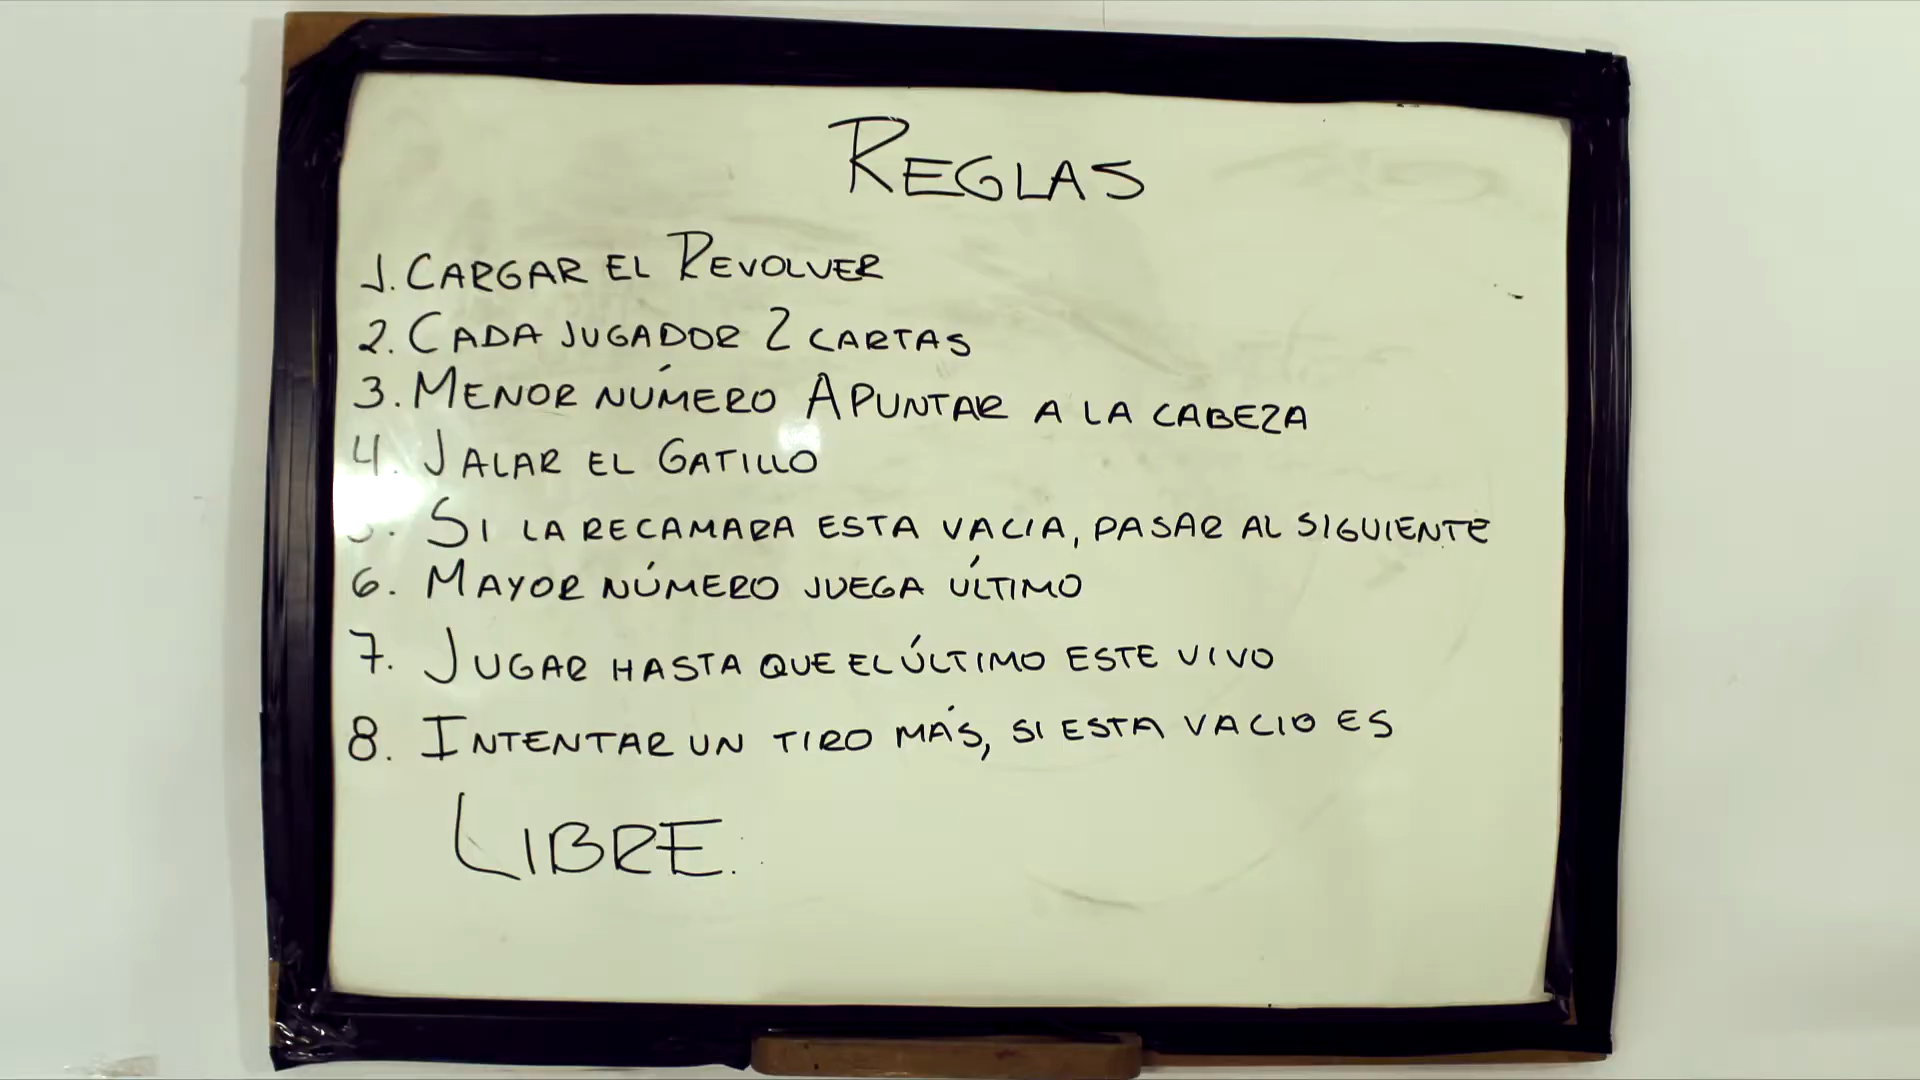 REGLAS
1. CARGAR EL REVOLVER
2. CADA JUGADOR 2 CARTAS
3. MENOR NÚMERO APUNTAR A LA CABEZA
4. JALAR EL GATILLO
. SI LA RECAMARA ESTA VACIA, PASAR AL SIGUIENTE
6. MAYOR NÚMERO JUEGA ÚLTIMO
7. JUGAR HASTA QUE EL ÚLTIMO ESTE VIVO
8. INTENTAR UN TIRO MÁS, SI ESTA VACIO ES
LIBRE.